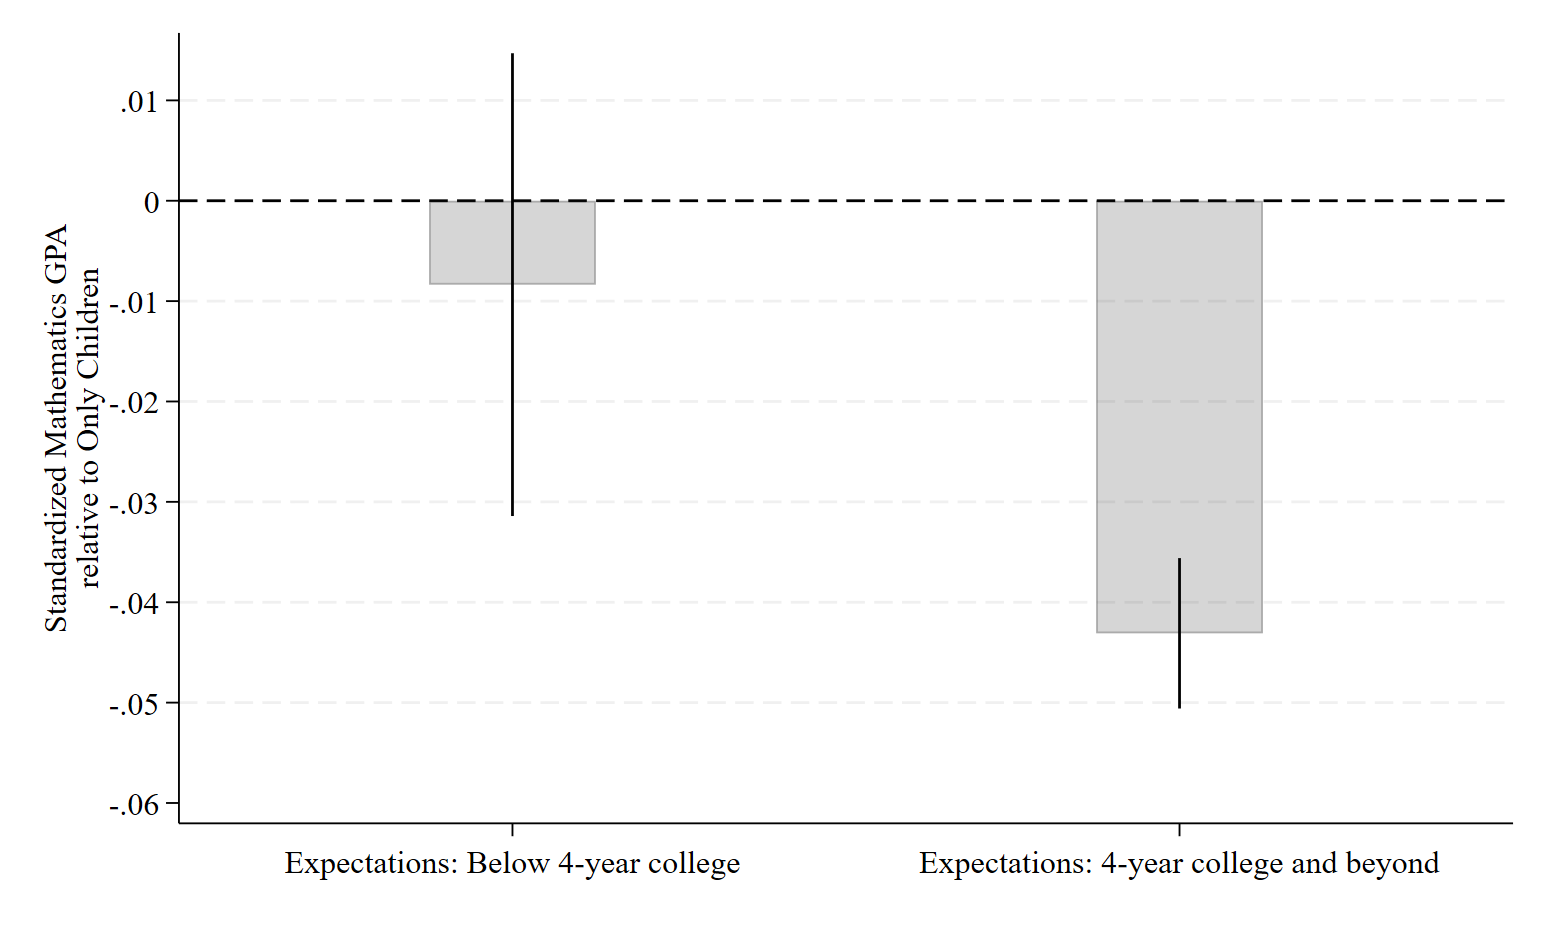 Standardized Mathematics GPA
relative to Only Children
.01
0
-.01
-.02
-.03
-.04
-.05
-.06
Expectations: Below 4-year college
Expectations: 4-year college and beyond